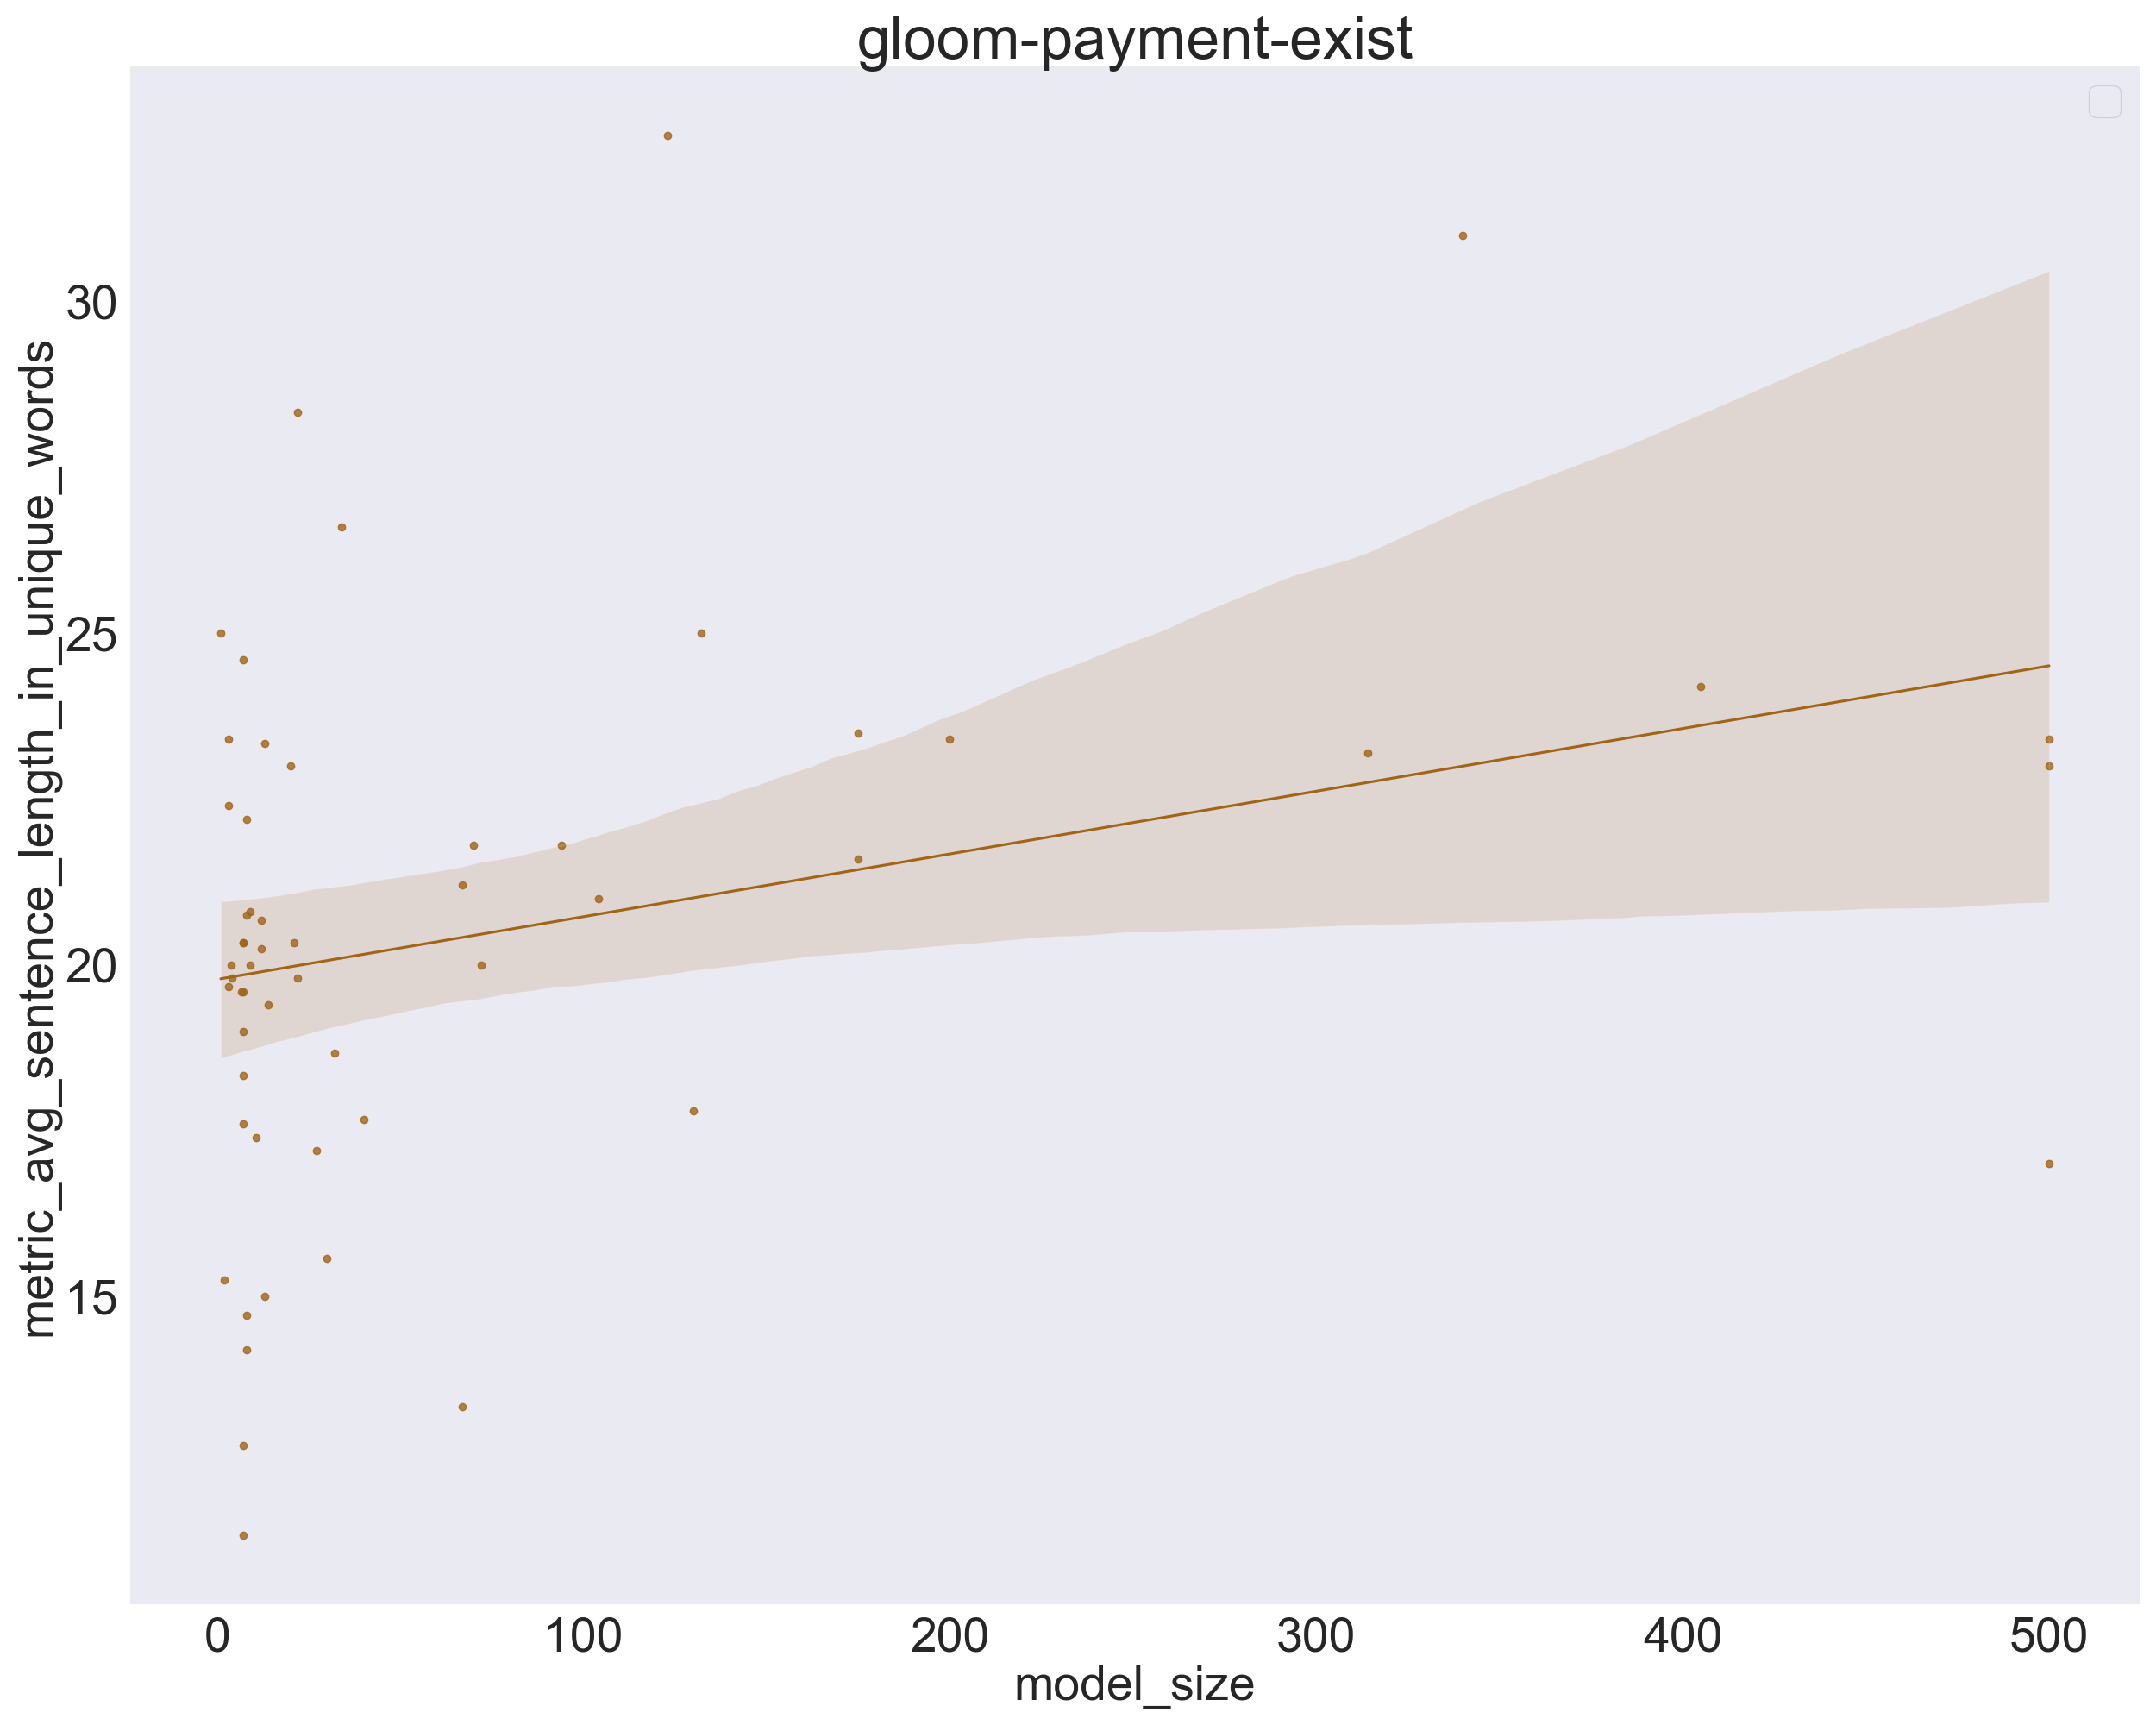 gloom-payment-exist
metric_avg_sentence_length_in_unique_words
30
25
20
15
0 100 200 300 400 500
model_size